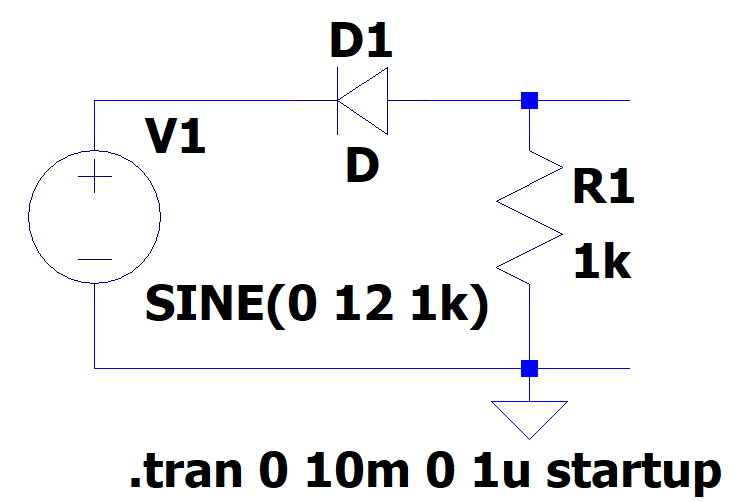 D1
V1
D
R1
1k
SINE(0 12 1k)
.tran 0 10m 0 1u startup